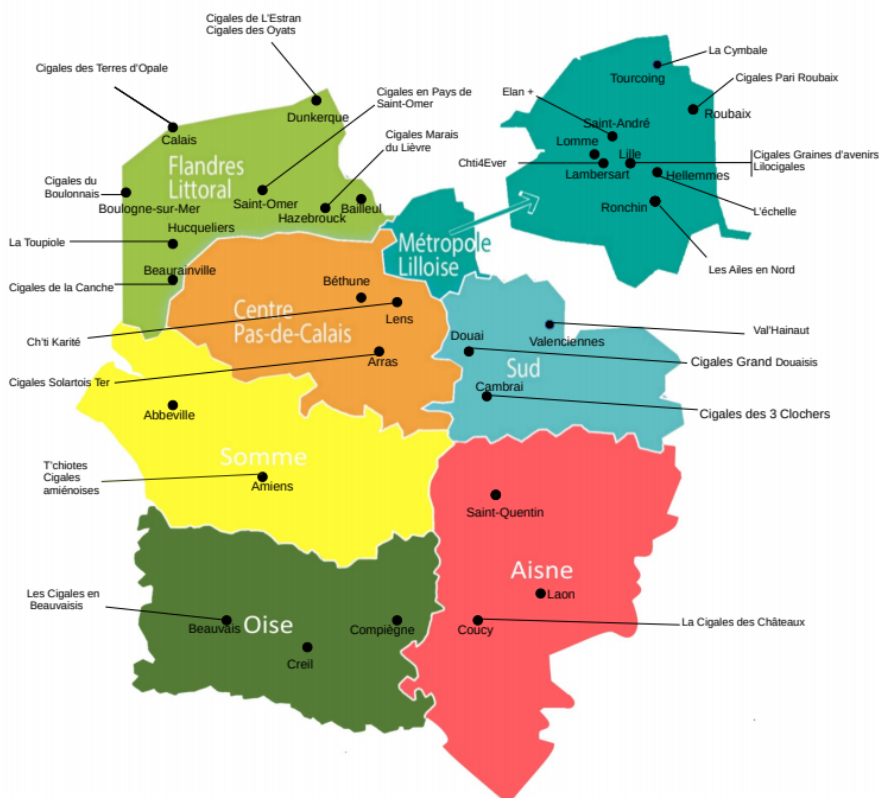 Cigales de L'Estran
Cigales des Oyats
La Cymbale
Cigales des Terres d'Opale
Tourcoing
Cigales Pari Roubaix
Cigales en Pays de
Saint-Omer
Elan +
Dunkerque
Roubaix
Saint-André
Calais
Cigales Marais
du Lièvre
Lomme
Lille
Cigales Graines d'avenirs
Lilocigales
Flandres
Littoral
Chti4Ever
Lambersart
Hellemmes
Cigales du
Boulonnais
Boulogne-sur-Mer
Saint-Omer
Bailleul
Hazebrouck
Ronchin
L'échelle
Hucqueliers
La Toupiole
Métropole
Lilloise
Les Ailes en Nord
Beaurainville
Cigales de la Canche
Béthune
Centre
Pas-de-Calais
Lens
Ch'ti Karité
Douai
Valenciennes
Val'Hainaut
Arras
Sud
Cigales Grand Douaisis
Cigales Solartois Ter
Cambrai
Abbeville
Cigales des 3 Clochers
Somme
T'chiotes
Cigales
amiénoises
Amiens
Saint-Quentin
Aisne
Les Cigales en
Beauvaisis
Laon
Beauvais
Oise
Compiègne
Coucy
La Cigales des Châteaux
Creil